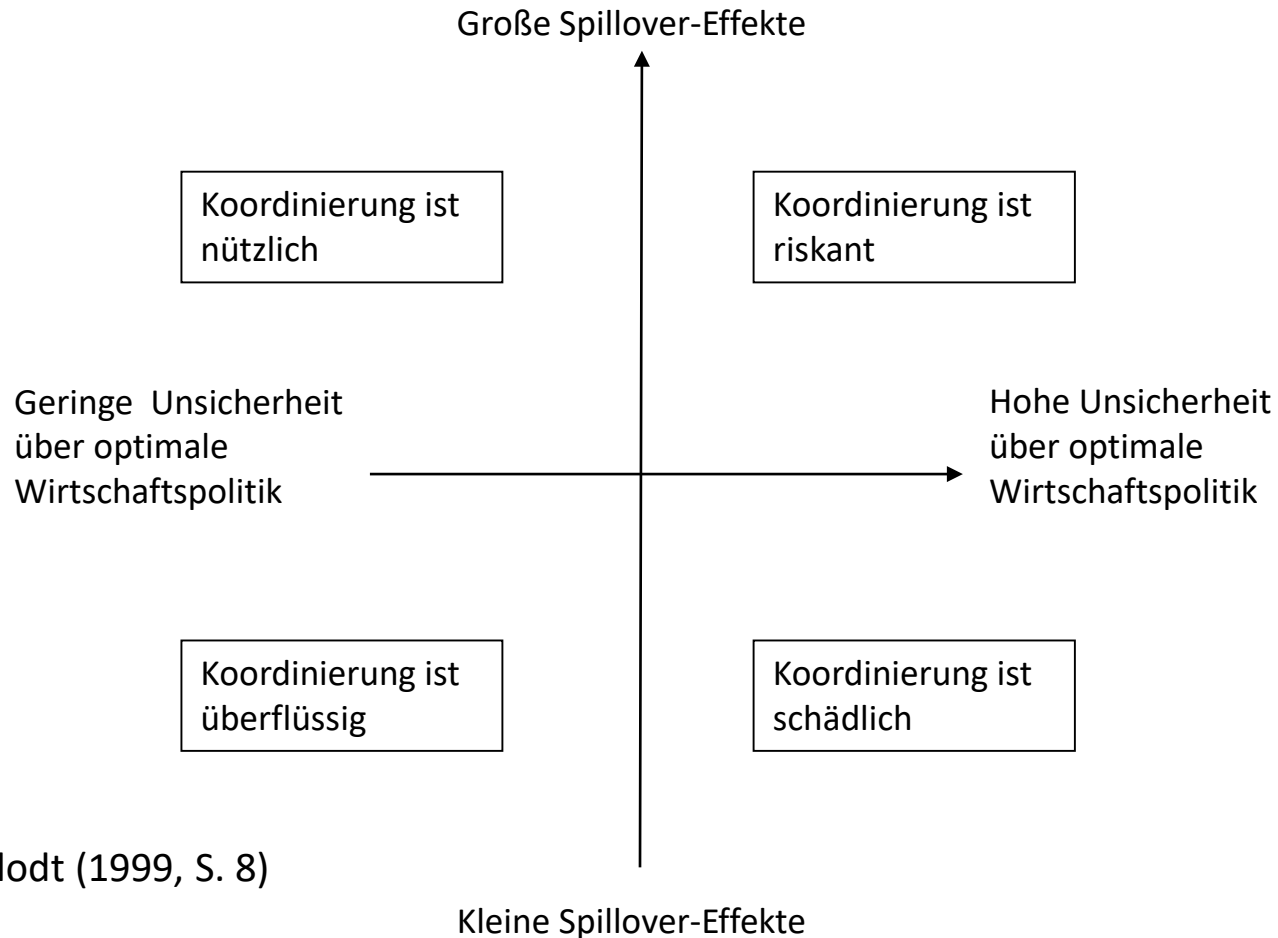 Große Spillover-Effekte
Koordinierung ist
nützlich
Koordinierung ist
riskant
Geringe Unsicherheit
über optimale
Wirtschaftspolitik
Hohe Unsicherheit
über optimale
Wirtschaftspolitik
Koordinierung ist
überflüssig
Koordinierung ist
schädlich
(1999, S. 8)
Kleine Spillover-Effekte